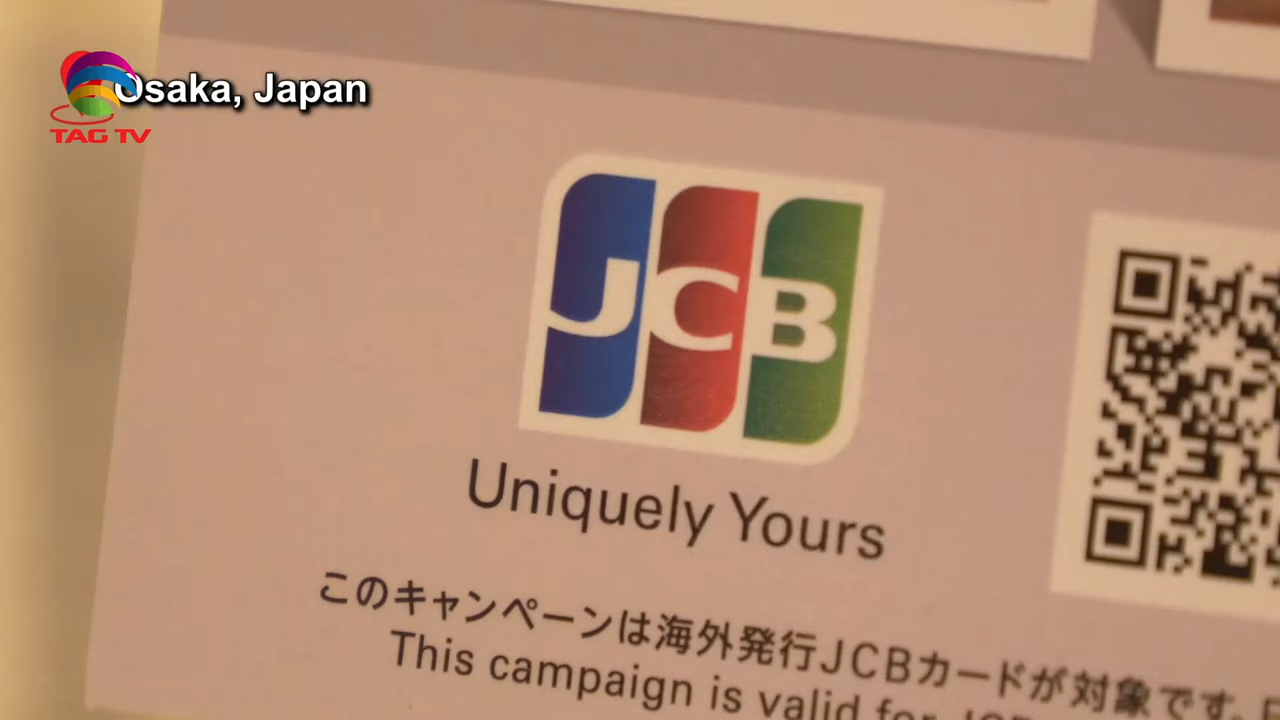 Osaka, Japan
TAG TV
JCB
Uniquely Yours
このキャンペーンは海外発行JCBカードが対象です。
This campaign is valid for JCB